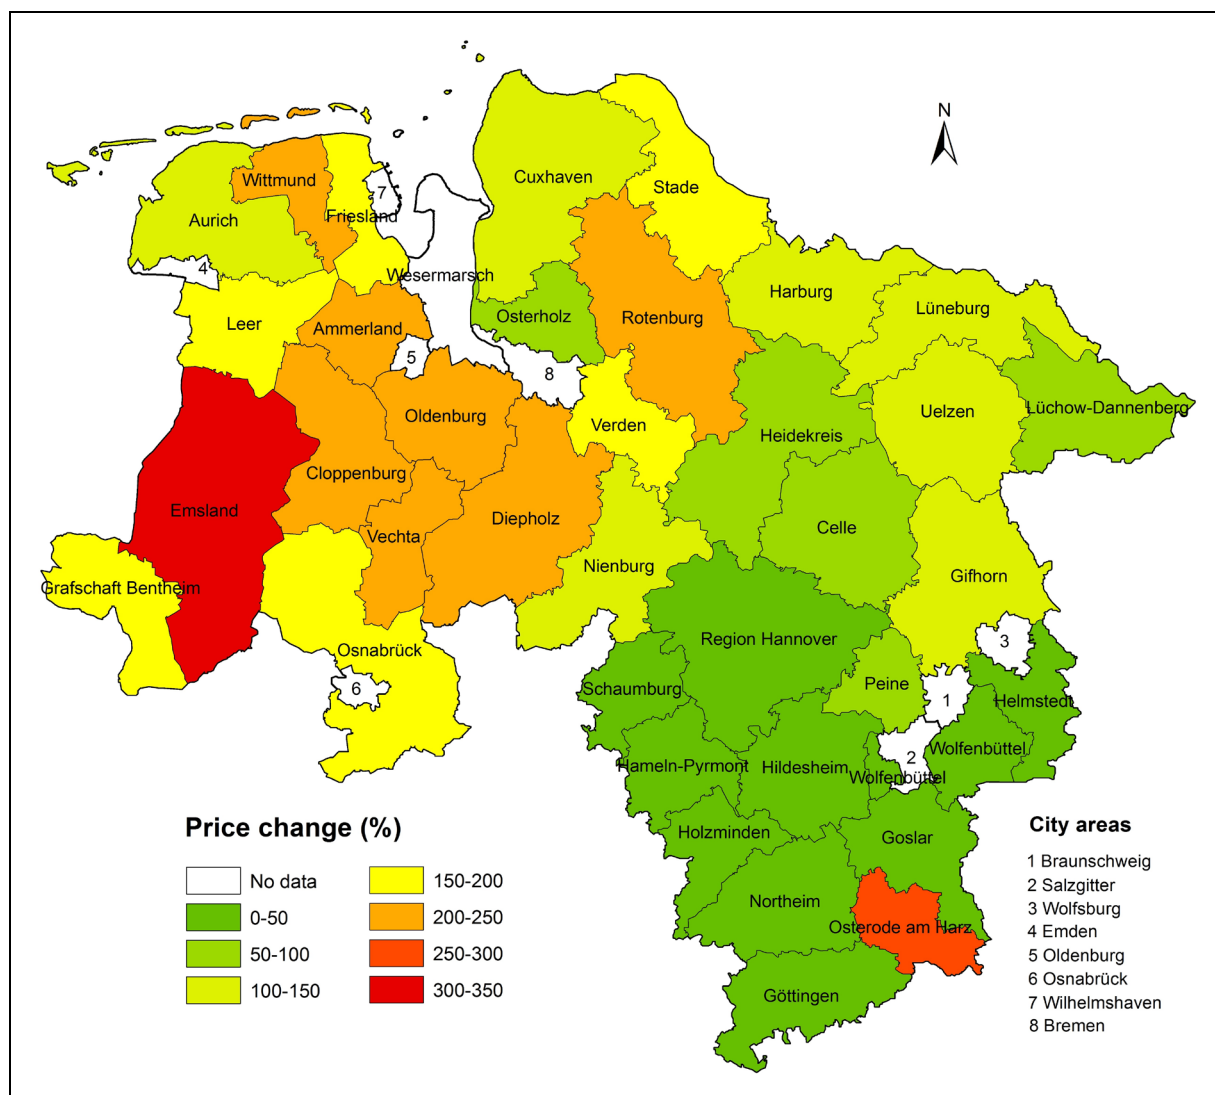 N
Cuxhaven
Stade
Wittmund
7
Aurich
Friesland
4
Wesermarsch
Harburg
Lüneburg
Osterholz
Rotenburg
Leer
Ammerland
5
8
Oldenburg
Verden
Uelzen
Lüchow-Dannenberg
Heidekreis
Cloppenburg
Emsland
Diepholz
Celle
Vechta
Nienburg
Gifhorn
Grafschaft Bentheim
Region Hannover
3
Osnabrück
6
Schaumburg
Peine
1
Helmstedt
Wolfenbüttel
2
Hameln-Pyrmont
Hildesheim
Wolfenbüttel
Holzminden
Goslar
Northeim
Osterode am Harz
Göttingen
Price change (%)
No data
0-50
50-100
100-150
150-200
200-250
250-300
300-350
City areas
1 Braunschweig
2 Salzgitter
3 Wolfsburg
4 Emden
5 Oldenburg
6 Osnabrück
7 Wilhelmshaven
8 Bremen